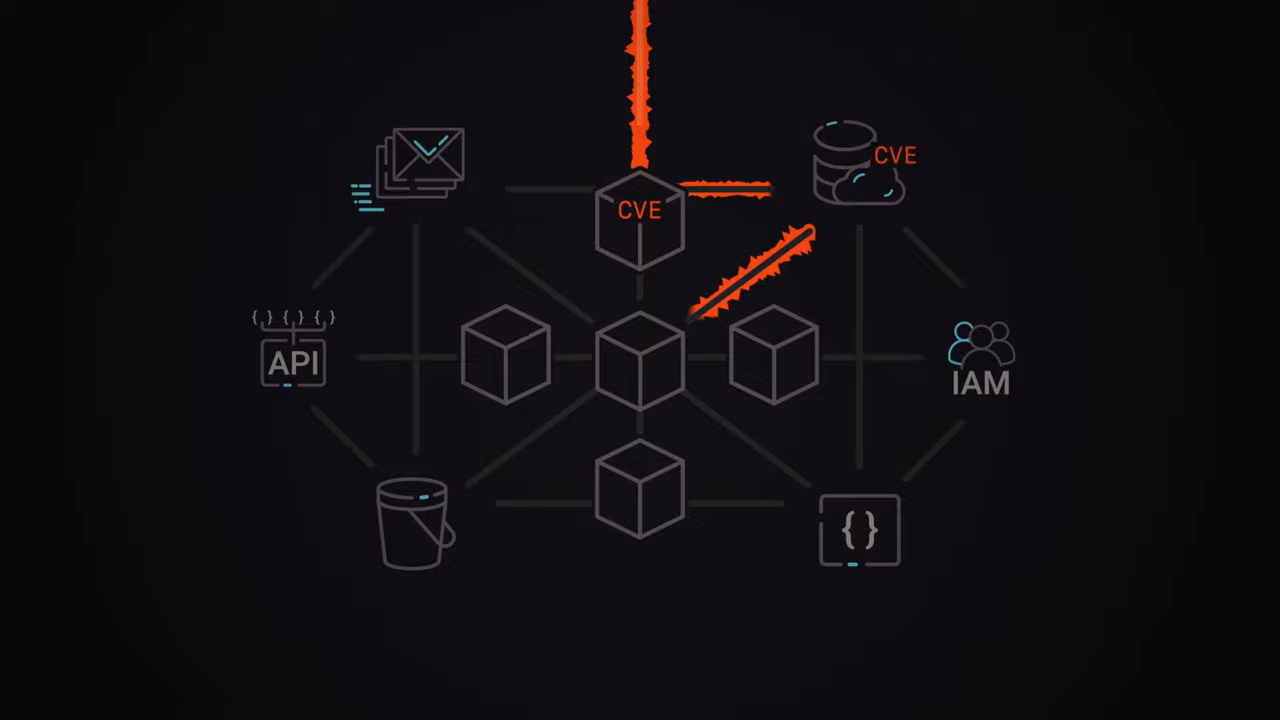 CVE
CVE
{ } { } { }
API
IAM
{ }